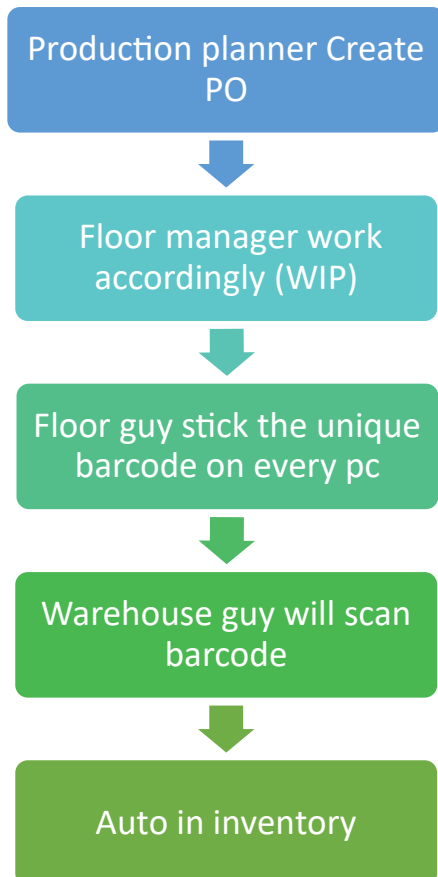 Production planner Create
PO
Floor manager work
accordingly (WIP)
Floor guy stick the unique
barcode on every pc
Warehouse guy will scan
barcode
Auto in inventory